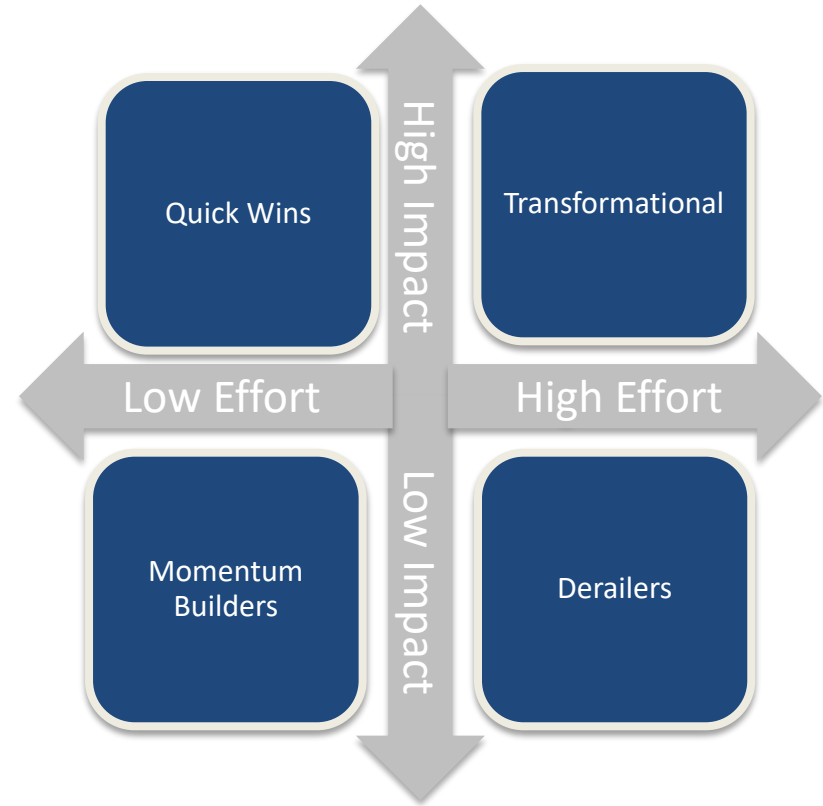 High Impact
Quick Wins
Transformational
Low Effort
High Effort
Momentum
Builders
Low Impact
Derailers